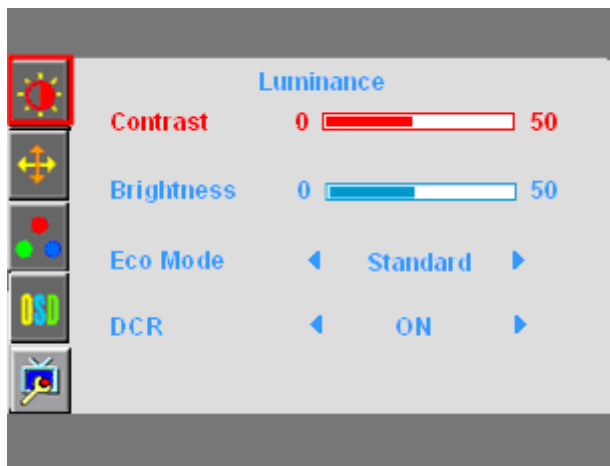 Luminance
Contrast 0 50
Brightness 0 50
Eco Mode Standard
DCR ON
OSD